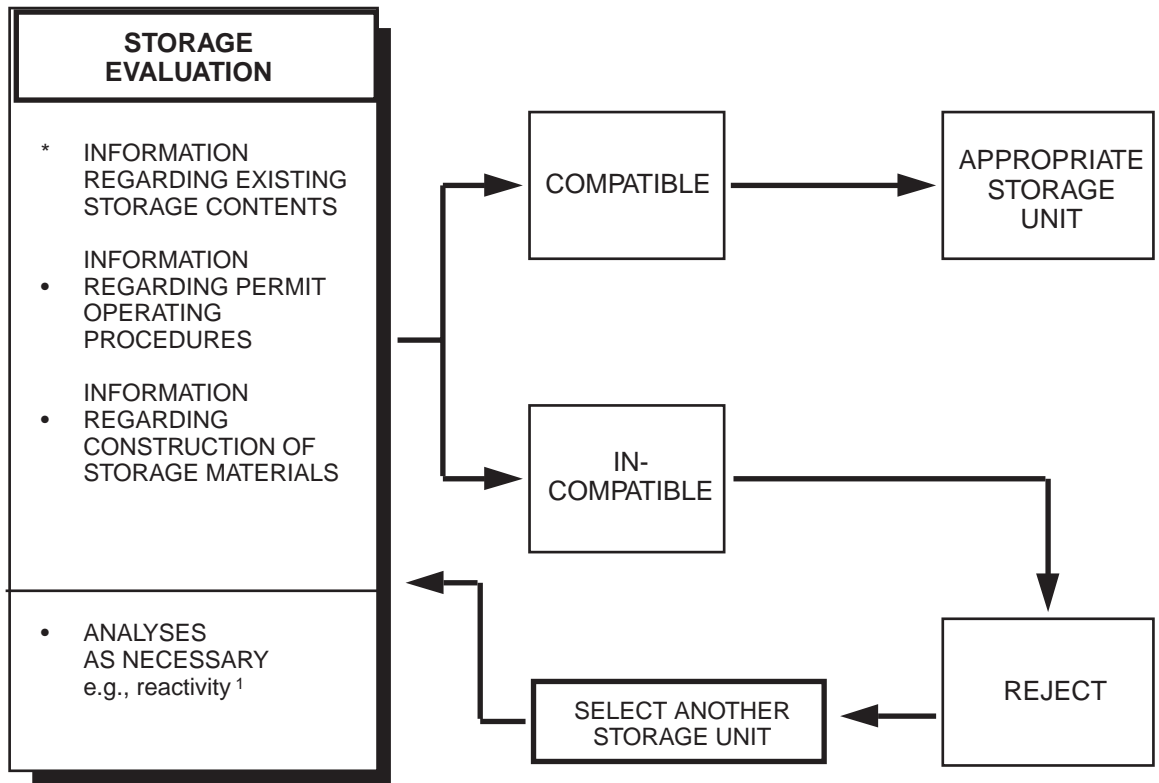 STORAGE
EVALUATION
* INFORMATION
REGARDING EXISTING
STORAGE CONTENTS
INFORMATION
• REGARDING PERMIT
OPERATING
PROCEDURES
INFORMATION
• REGARDING
CONSTRUCTION OF
STORAGE MATERIALS
• ANALYSES
AS NECESSARY
e.g., reactivity ¹
COMPATIBLE
APPROPRIATE
STORAGE
UNIT
IN-
COMPATIBLE
REJECT
SELECT ANOTHER
STORAGE UNIT